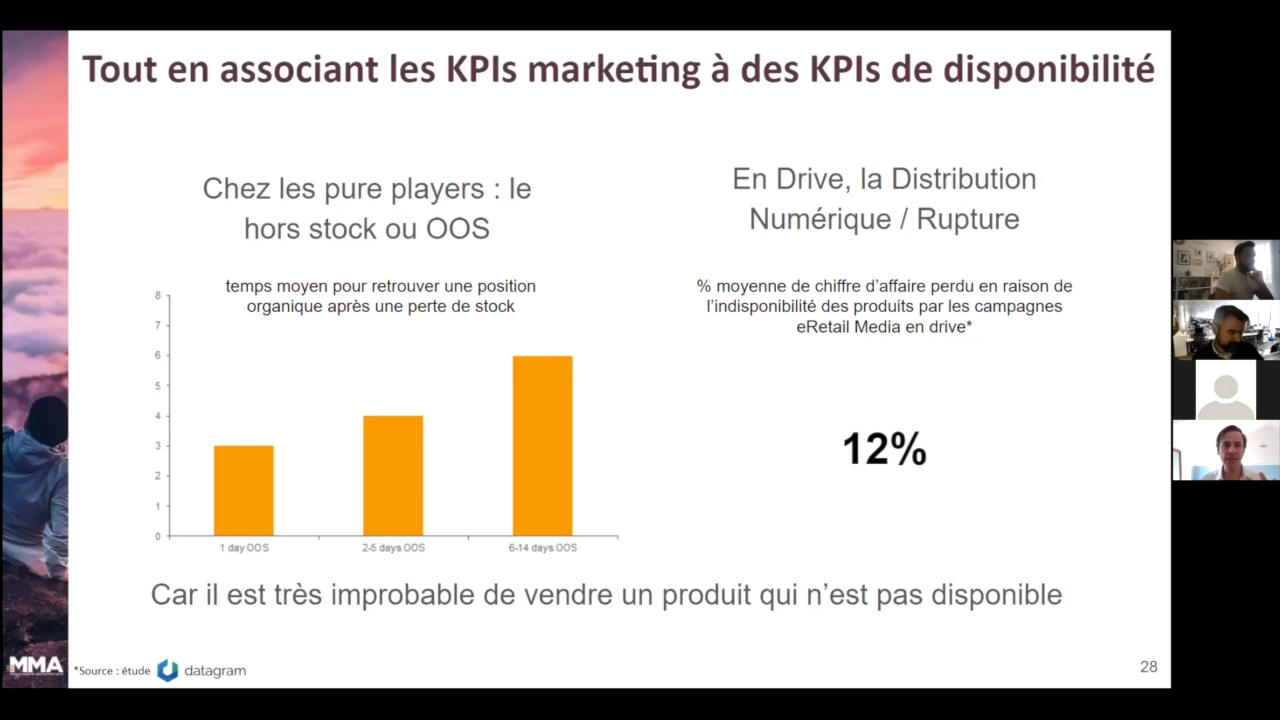 Tout en associant les KPIs marketing à des KPIs de disponibilité
Chez les pure players : le
hors stock ou OOS
temps moyen pour retrouver une position
organique après une perte de stock
8
7
6
5
4
3
2
1
0
1 day OOS
2-5 days OOS
6-14 days OOS
En Drive, la Distribution
Numérique / Rupture
% moyenne de chiffre d’affaire perdu en raison de
l’indisponibilité des produits par les campagnes
eRetail Media en drive*
12%
Car il est très improbable de vendre un produit qui n’est pas disponible
MMA
*Source : étude
datagram
28